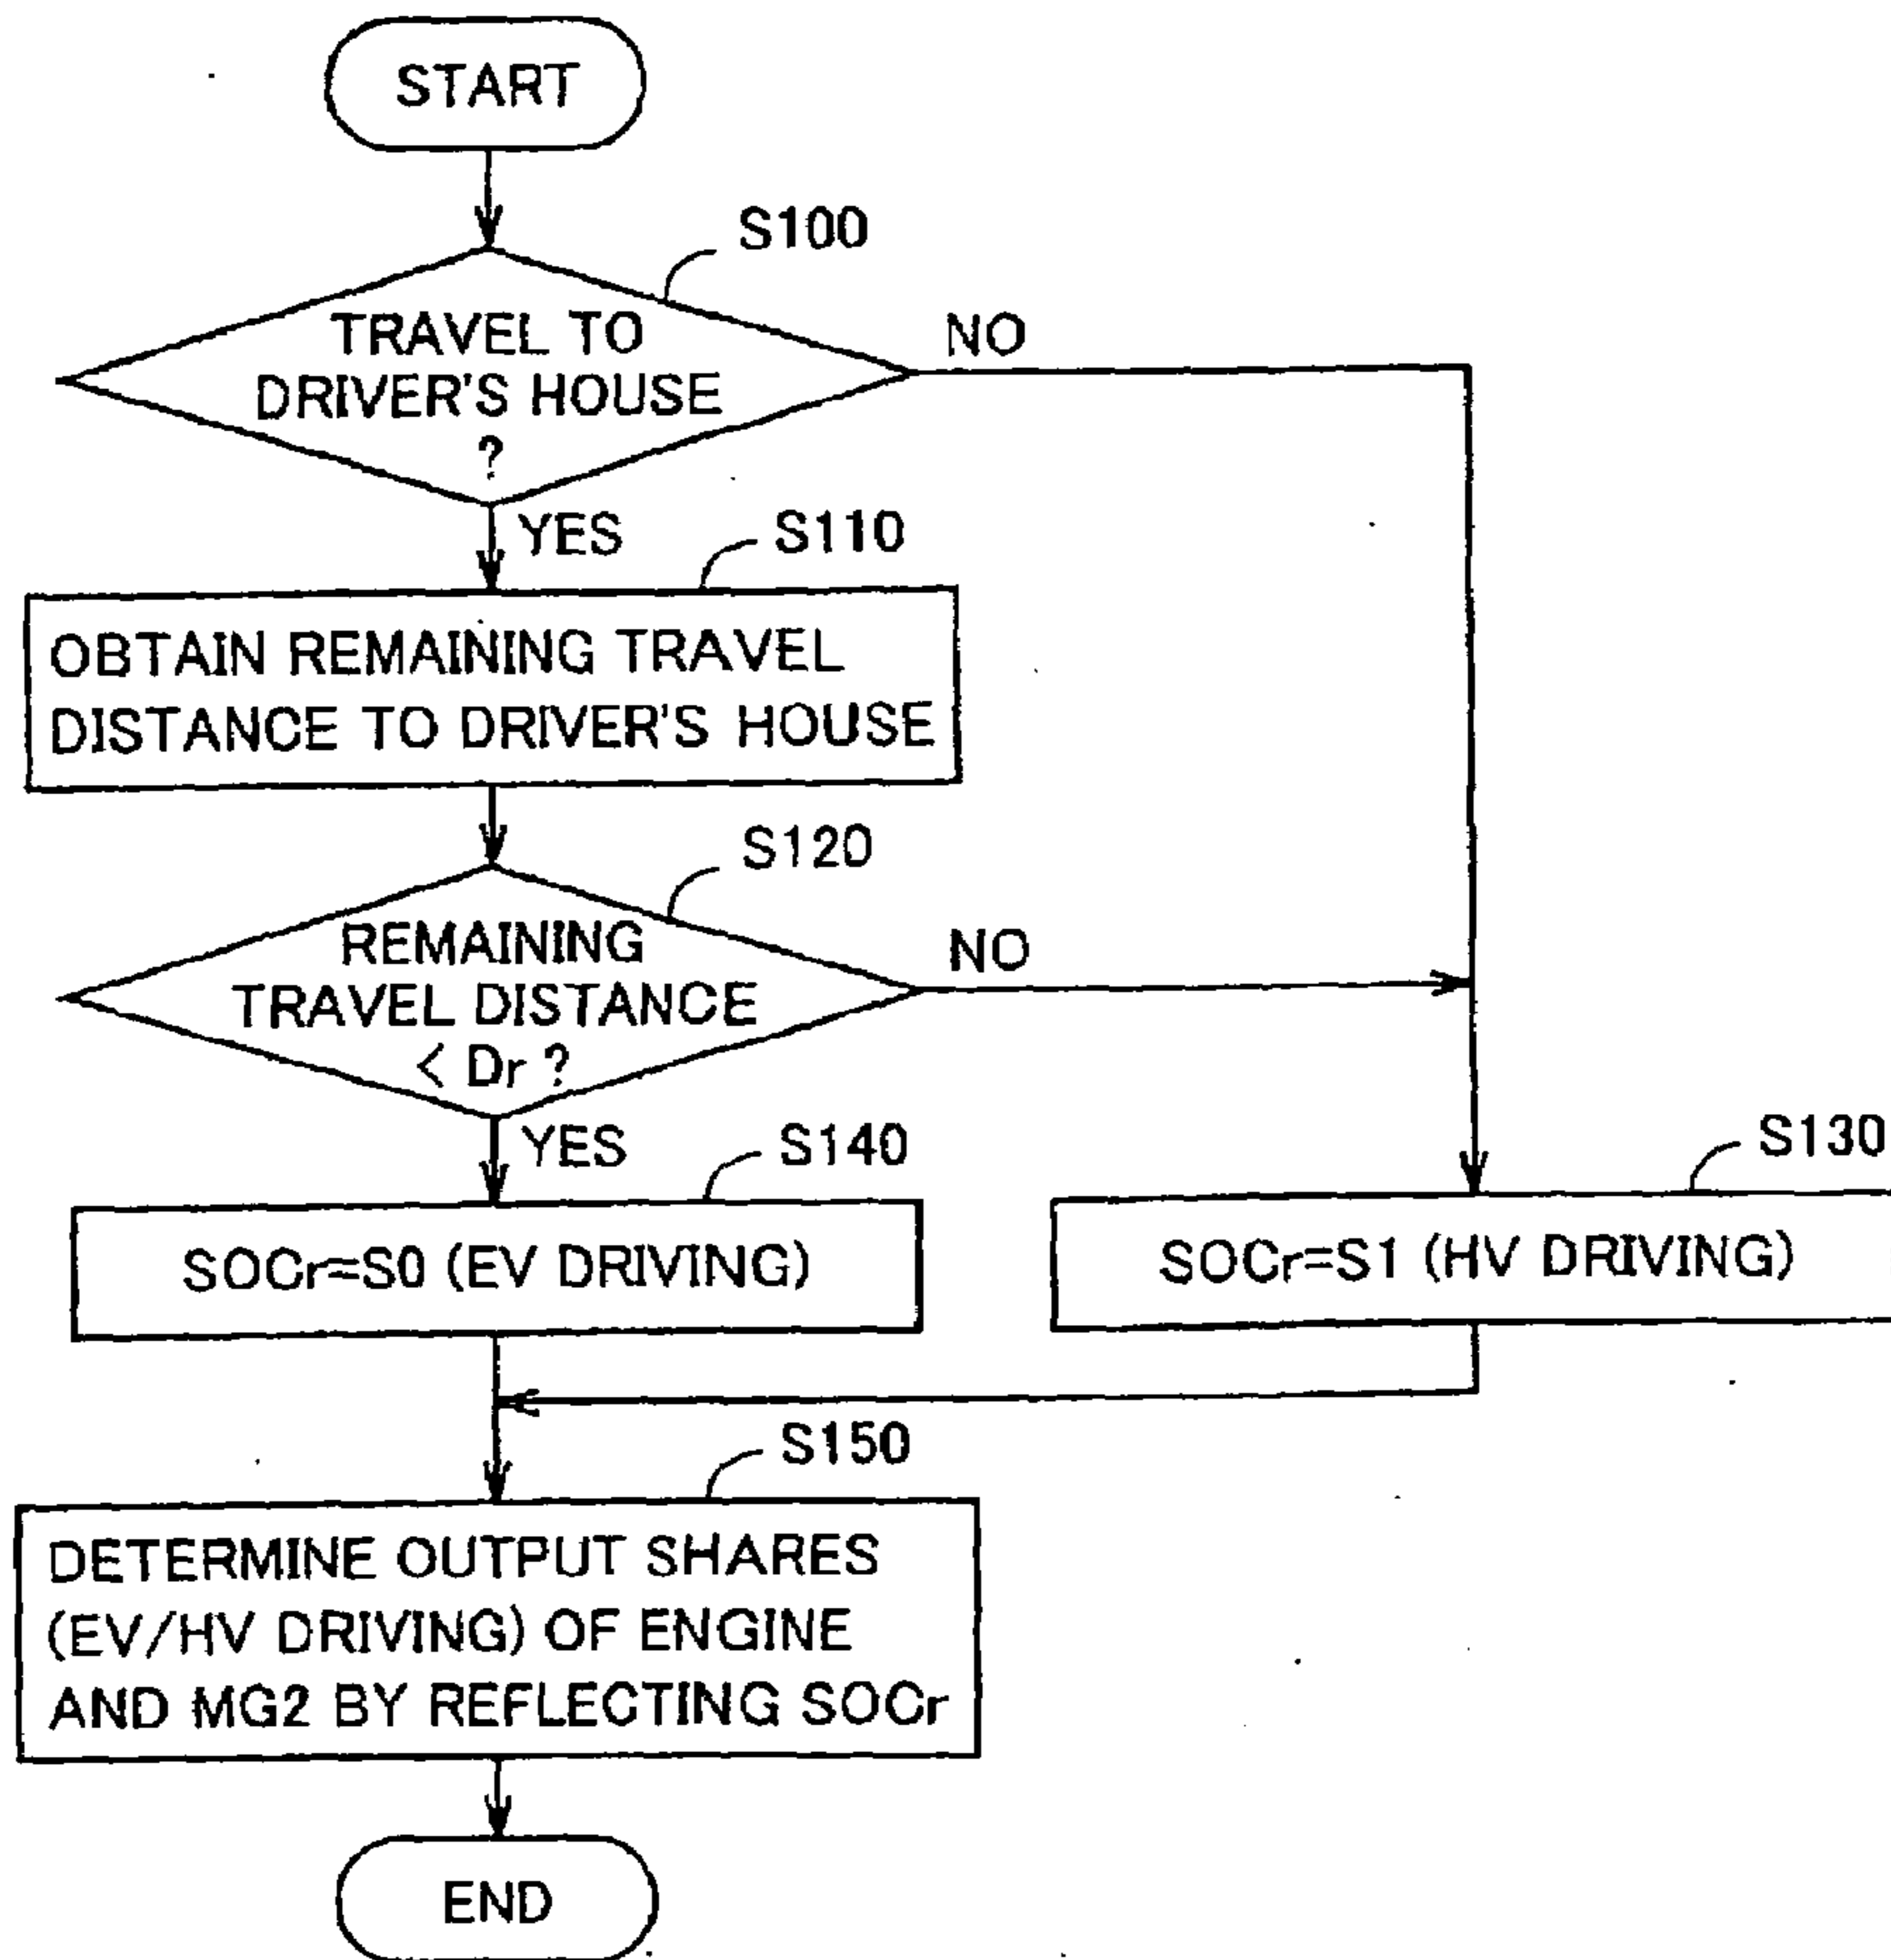 START
S100
TRAVEL TO
DRIVER'S HOUSE
?
NO
YES
S110
OBTAIN REMAINING TRAVEL
DISTANCE TO DRIVER'S HOUSE
S120
REMAINING
TRAVEL DISTANCE
< Dr ?
NO
YES
S140
SOCr=S0 (EV DRIVING)
S130
SOCr=S1 (HV DRIVING)
S150
DETERMINE OUTPUT SHARES
(EV/HV DRIVING) OF ENGINE
AND MG2 BY REFLECTING SOCr
END